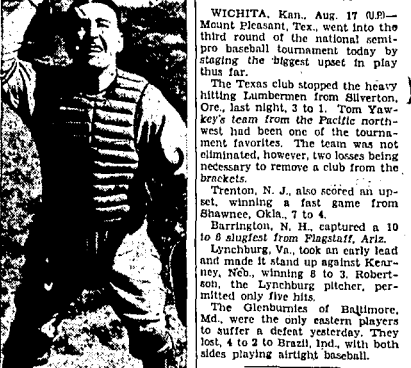 WICHITA, Kan., Aug. 17 (U.P.)—
Mount Pleasant, Tex., went into the
third round of the national semi-
pro baseball tournament today by
staging the biggest upset in play
thus far.
The Texas club stopped the heavy
hitting Lumbermen from Silverton,
Ore., last night, 3 to 1. Tom Yaw-
key's team from the Pacific north-
west had been one of the tourna-
ment favorites. The team was not
eliminated, however, two losses being
necessary to remove a club from the
brackets.
Trenton, N. J., also scored an up-
set, winning a fast game from
Shawnee, Okla., 7 to 4.
Barrington, N. H., captured a 10
to 6 slugfest from Flagstaff, Ariz.
Lynchburg, Va., took an early lead
and made it stand up against Kear-
ney, Neb., winning 8 to 3. Robert-
son, the Lynchburg pitcher, per-
mitted only five hits.
The Glenburnies of Baltimore,
Md., were the only eastern players
to suffer a defeat yesterday. They
lost, 4 to 2 to Brazil, Ind., with both
sides playing airtight baseball.